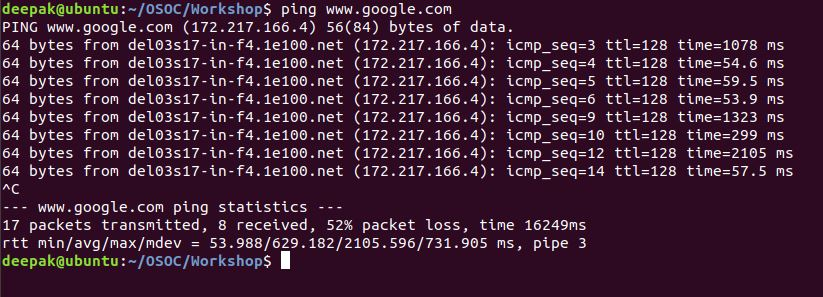 deepak@ubuntu:~/OSOC/Workshop$ ping www.google.com
PING www.google.com (172.217.166.4) 56(84) bytes of data.
64 bytes from del03s17-in-f4.1e100.net (172.217.166.4): icmp_seq=3 ttl=128 time=1078 ms
64 bytes from del03s17-in-f4.1e100.net (172.217.166.4): icmp_seq=4 ttl=128 time=54.6 ms
64 bytes from del03s17-in-f4.1e100.net (172.217.166.4): icmp_seq=5 ttl=128 time=59.5 ms
64 bytes from del03s17-in-f4.1e100.net (172.217.166.4): icmp_seq=6 ttl=128 time=53.9 ms
64 bytes from del03s17-in-f4.1e100.net (172.217.166.4): icmp_seq=9 ttl=128 time=1323 ms
64 bytes from del03s17-in-f4.1e100.net (172.217.166.4): icmp_seq=10 ttl=128 time=299 ms
64 bytes from del03s17-in-f4.1e100.net (172.217.166.4): icmp_seq=12 ttl=128 time=2105 ms
64 bytes from del03s17-in-f4.1e100.net (172.217.166.4): icmp_seq=14 ttl=128 time=57.5 ms
^C
--- www.google.com ping statistics ---
17 packets transmitted, 8 received, 52% packet loss, time 16249ms
rtt min/avg/max/mdev = 53.988/629.182/2105.596/731.905 ms, pipe 3
deepak@ubuntu:~/OSOC/Workshop$